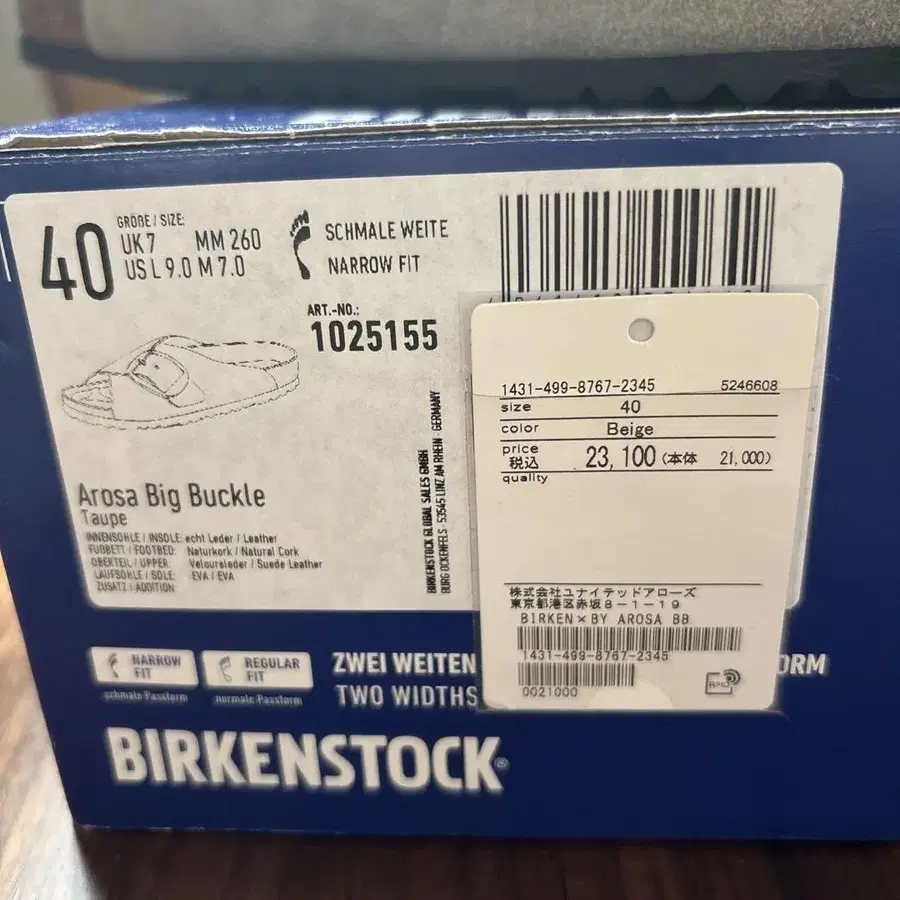 40
GRÖßE / SIZE:
UK 7 MM 260
US L 9.0 M 7.0
SCHMALE WEITE
NARROW FIT
ART.-NO.:
1025155
Arosa Big Buckle
Taupe
INNENSOHLE / INSOLE: echt Leder / Leather
FUßBETT / FOOTBED: Naturkork / Natural Cork
OBERTEIL / UPPER: Veloursleder / Suede Leather
LAUFSOHLE / SOLE: EVA / EVA
ZUSATZ / ADDITION:
BIRKENSTOCK GLOBAL SALES GMBH
BURG OCKENFELS · 53545 LINZ AM RHEIN · GERMANY
1431-499-8767-2345 5246608
size 40
color Beige
price
税込 23,100 (本体 21,000)
quality
株式会社ユナイテッドアローズ
東京都港区赤坂8-1-19
BIRKEN×BY AROSA BB
1431-499-8767-2345
0021000
RFID
NARROW
FIT
schmale Passform
REGULAR
FIT
normale Passform
ZWEI WEITEN
TWO WIDTHS
BIRKENSTOCK®